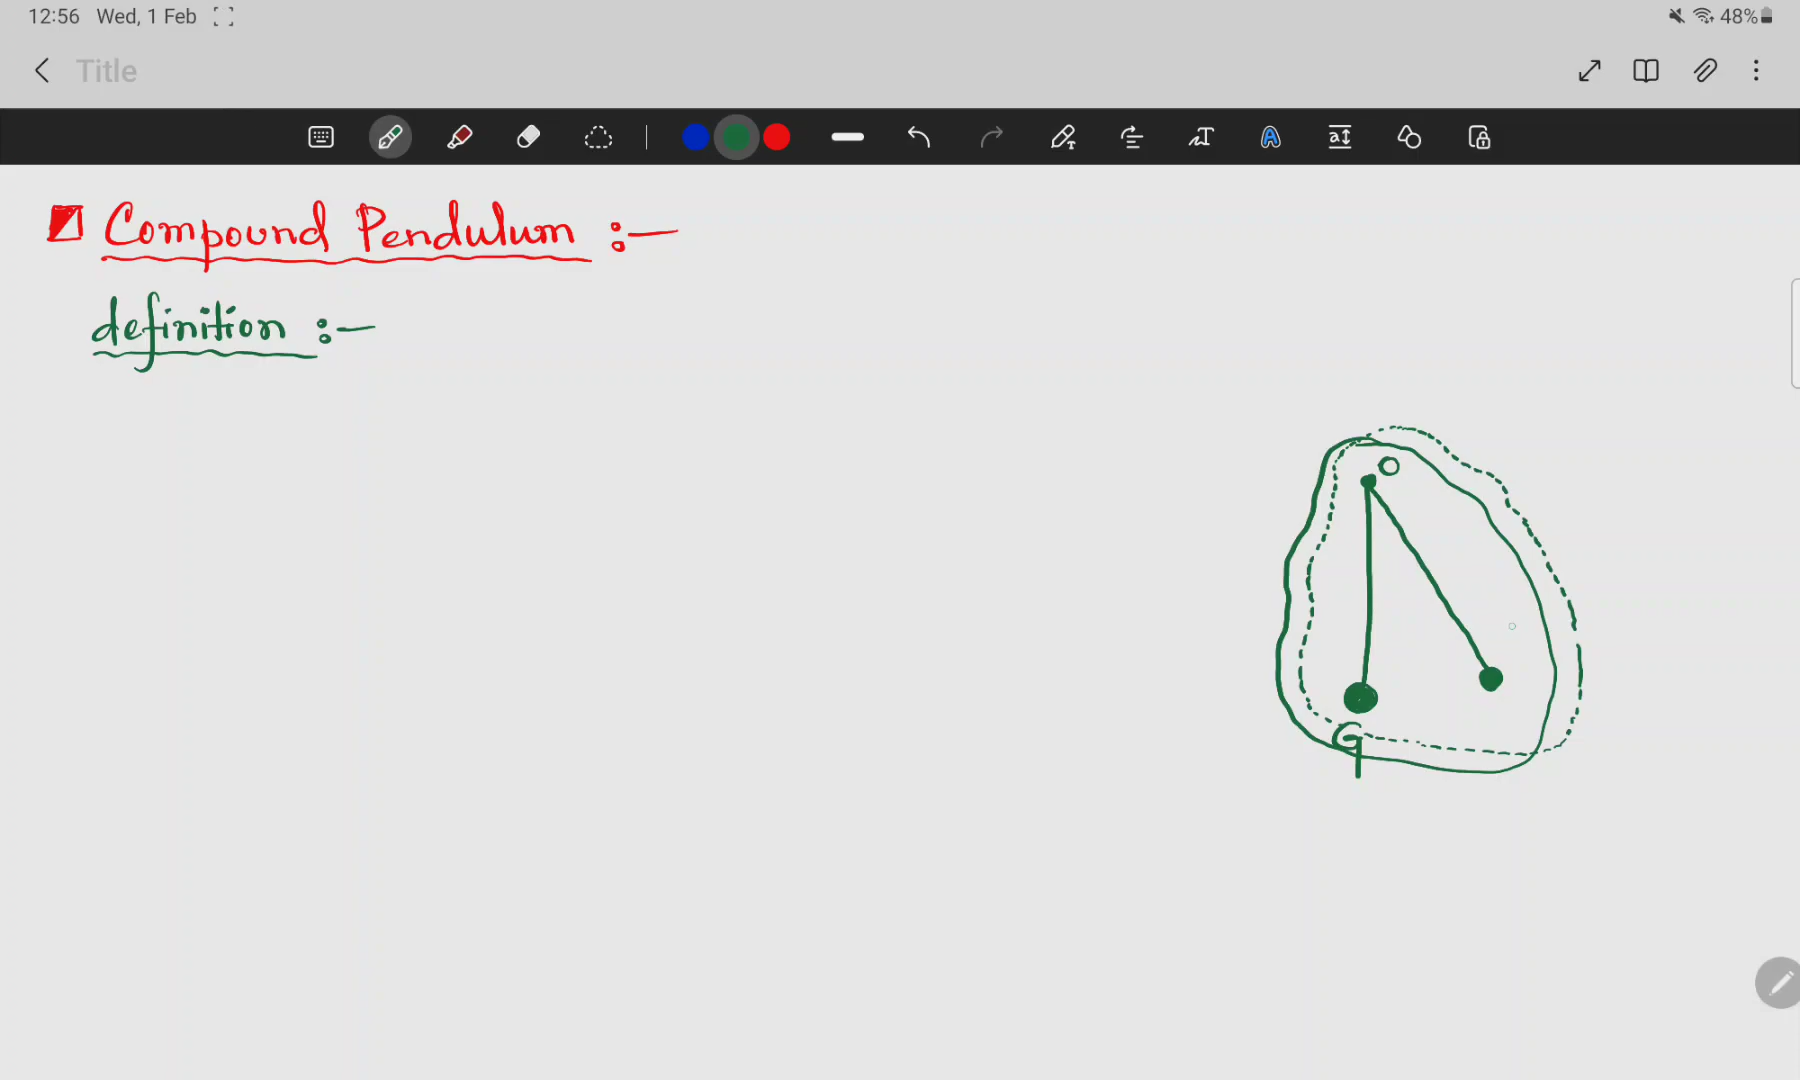 12:56 Wed, 1 Feb 48%
Title
Compound Pendulum :-
definition :-
O
G